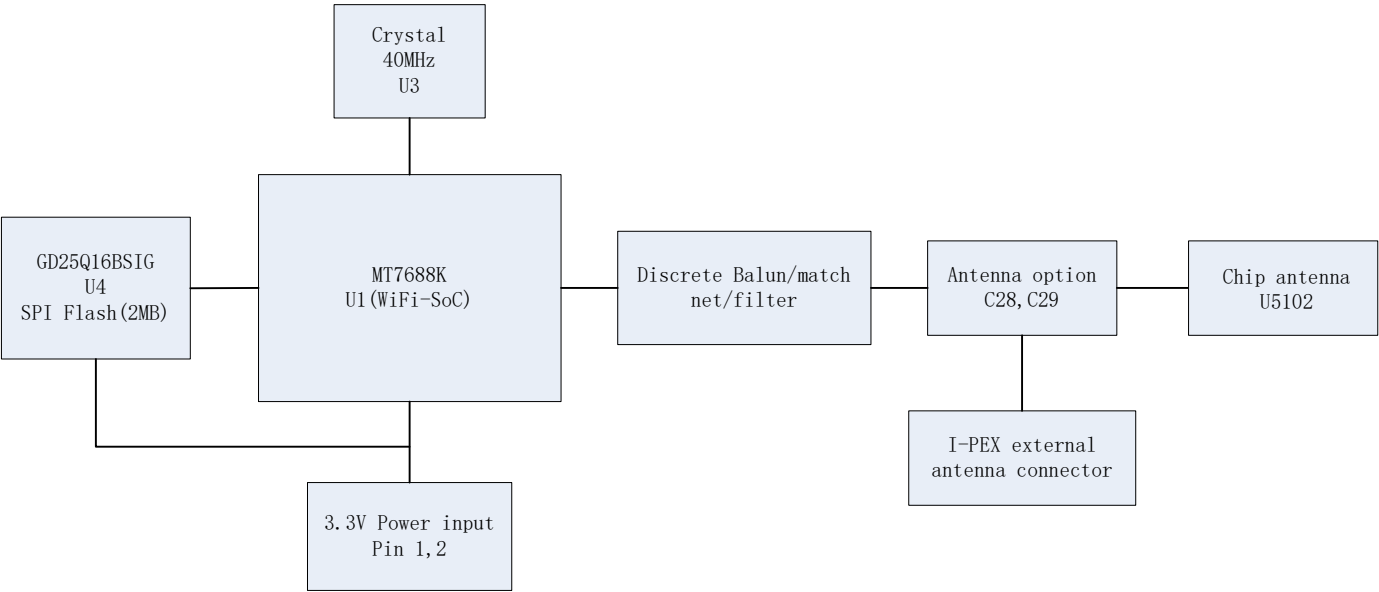 Crystal
40MHz
U3
GD25Q16BSIG
U4
SPI Flash(2MB)
MT7688K
U1(WiFi-SoC)
Discrete Balun/match
net/filter
Antenna option
C28,C29
Chip antenna
U5102
I-PEX external
antenna connector
3.3V Power input
Pin 1,2